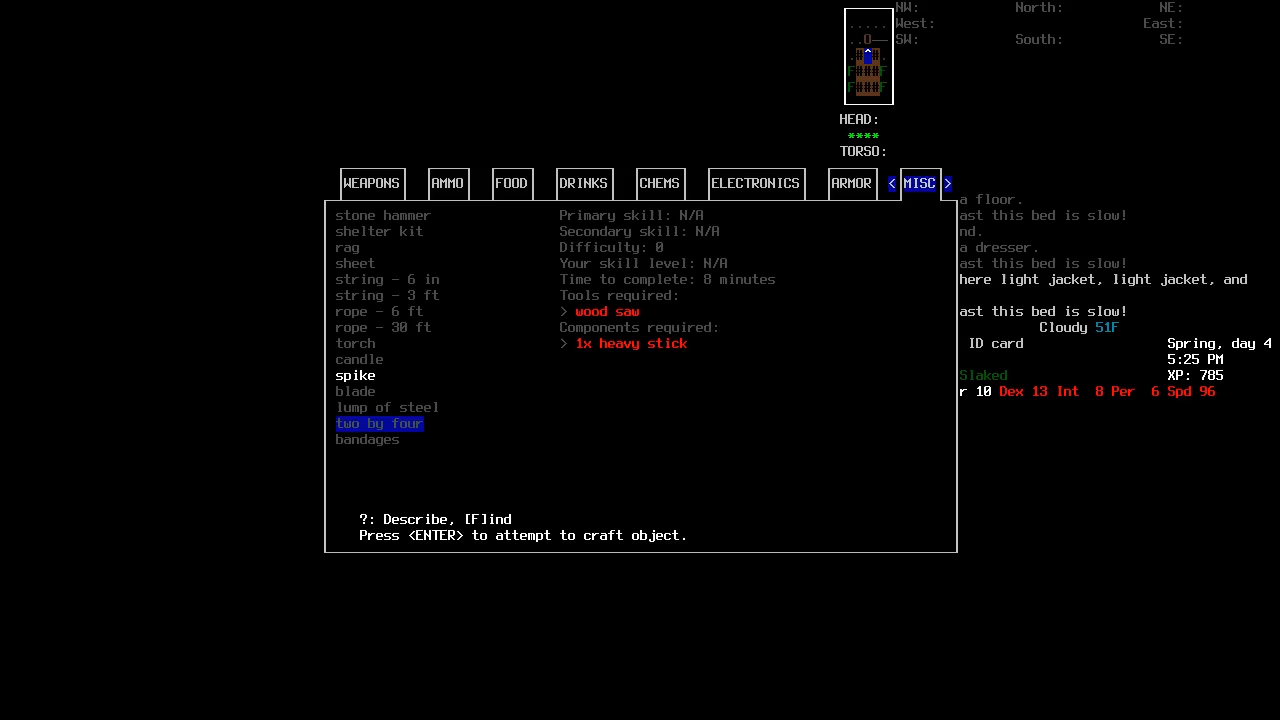 NW: North: NE:
West: East:
SW: South: SE:
HEAD:
****
TORSO:
WEAPONS AMMO FOOD DRINKS CHEMS ELECTRONICS ARMOR < MISC >
a floor.
stone hammer Primary skill: N/A ast this bed is slow!
shelter kit Secondary skill: N/A nd.
rag Difficulty: 0 a dresser.
sheet Your skill level: N/A ast this bed is slow!
string - 6 in Time to complete: 8 minutes here light jacket, light jacket, and
string - 3 ft Tools required:
rope - 6 ft > wood saw ast this bed is slow!
rope - 30 ft Components required: Cloudy 51F
torch > 1x heavy stick ID card Spring, day 4
candle 5:25 PM
spike Slaked XP: 785
blade r 10 Dex 13 Int 8 Per 6 Spd 96
lump of steel
two by four
bandages
?: Describe, [F]ind
Press <ENTER> to attempt to craft object.